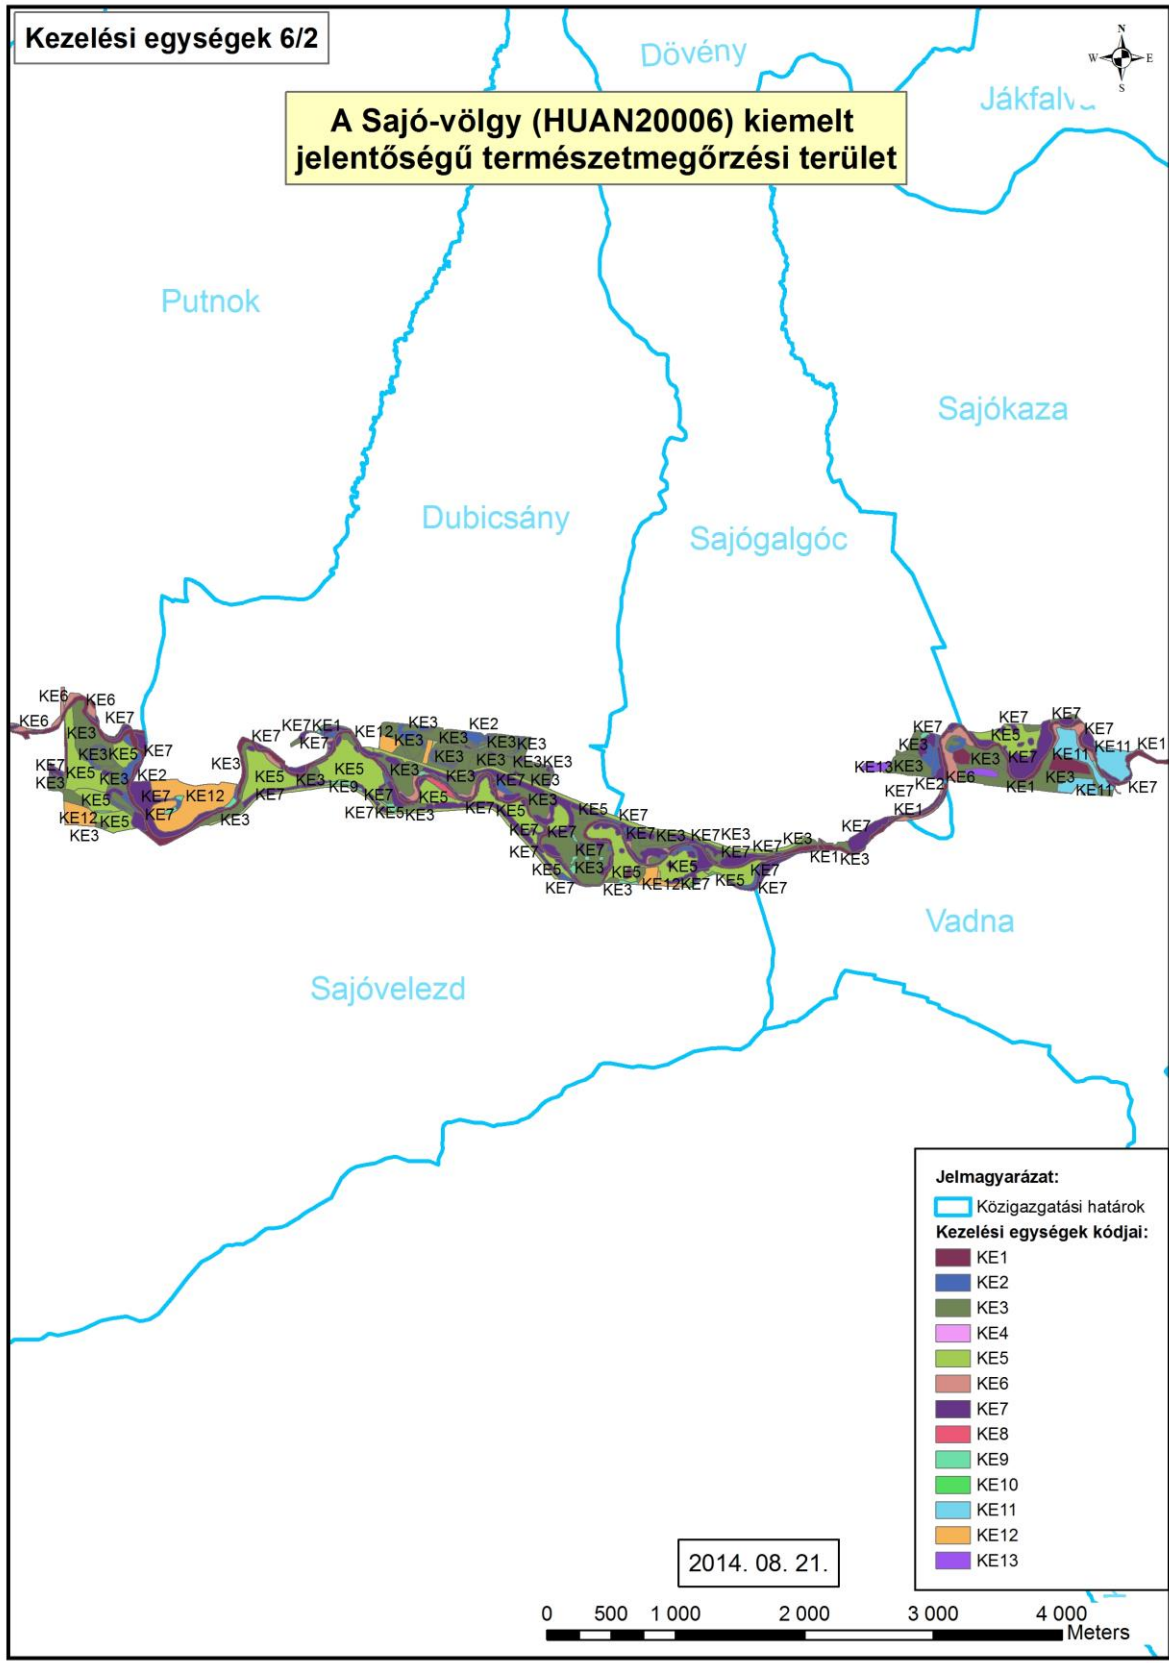 Kezelési egységek 6/2
Dövény
N
W E
S
Jákfalva
A Sajó-völgy (HUAN20006) kiemelt
jelentőségű természetmegőrzési terület
Putnok
Sajókaza
Dubicsány
Sajógalgóc
KE6 KE6
KE6 KE7
KE3
KE3 KE5 KE7
KE7 KE5 KE3 KE2
KE3
KE5 KE7 KE12
KE12 KE5 KE7
KE3 KE3
KE7 KE7 KE1
KE7 KE12
KE3 KE5 KE3 KE5
KE7 KE9
KE3 KE2
KE3 KE3 KE3 KE3
KE3 KE3 KE3 KE3
KE3 KE3 KE7 KE3
KE7 KE5 KE5 KE7 KE5 KE3
KE7 KE5 KE3
KE5 KE7
KE7 KE7 KE7 KE3 KE7 KE3
KE7 KE7 KE7 KE7 KE3
KE5 KE3 KE5 KE5 KE7 KE1 KE3
KE7 KE3 KE12 KE7 KE5 KE7
KE7 KE7 KE7
KE3 KE5 KE7
KE13 KE3 KE3 KE7 KE11 KE11 KE1
KE7 KE2 KE6 KE1 KE3 KE11 KE7
KE7 KE1
Vadna
Sajóvelezd
Jelmagyarázat:
Közigazgatási határok
Kezelési egységek kódjai:
KE1
KE2
KE3
KE4
KE5
KE6
KE7
KE8
KE9
KE10
KE11
KE12
KE13
2014. 08. 21.
0 500 1 000 2 000 3 000 4 000
Meters